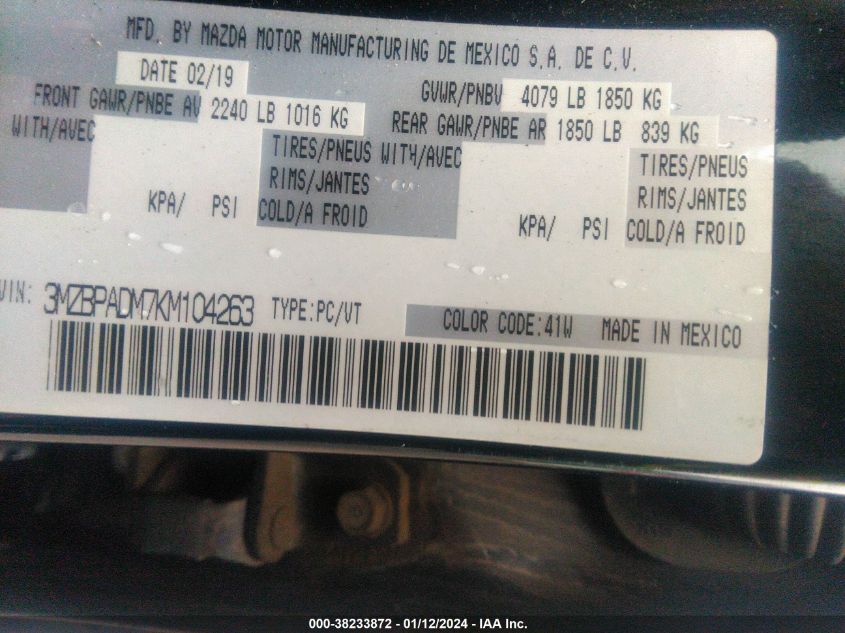 MFD. BY MAZDA MOTOR MANUFACTURING DE MEXICO S.A. DE C.V.
DATE 02/19 GVWR/PNBV 4079 LB 1850 KG
FRONT GAWR/PNBE AV 2240 LB 1016 KG REAR GAWR/PNBE AR 1850 LB 839 KG
WITH/AVEC TIRES/PNEUS WITH/AVEC TIRES/PNEUS
RIMS/JANTES RIMS/JANTES
KPA/ PSI COLD/A FROID KPA/ PSI COLD/A FROID
VIN: 3MZBPADM7KM104263 TYPE:PC/VT COLOR CODE:41W MADE IN MEXICO
000-38233872 - 01/12/2024 - IAA Inc.